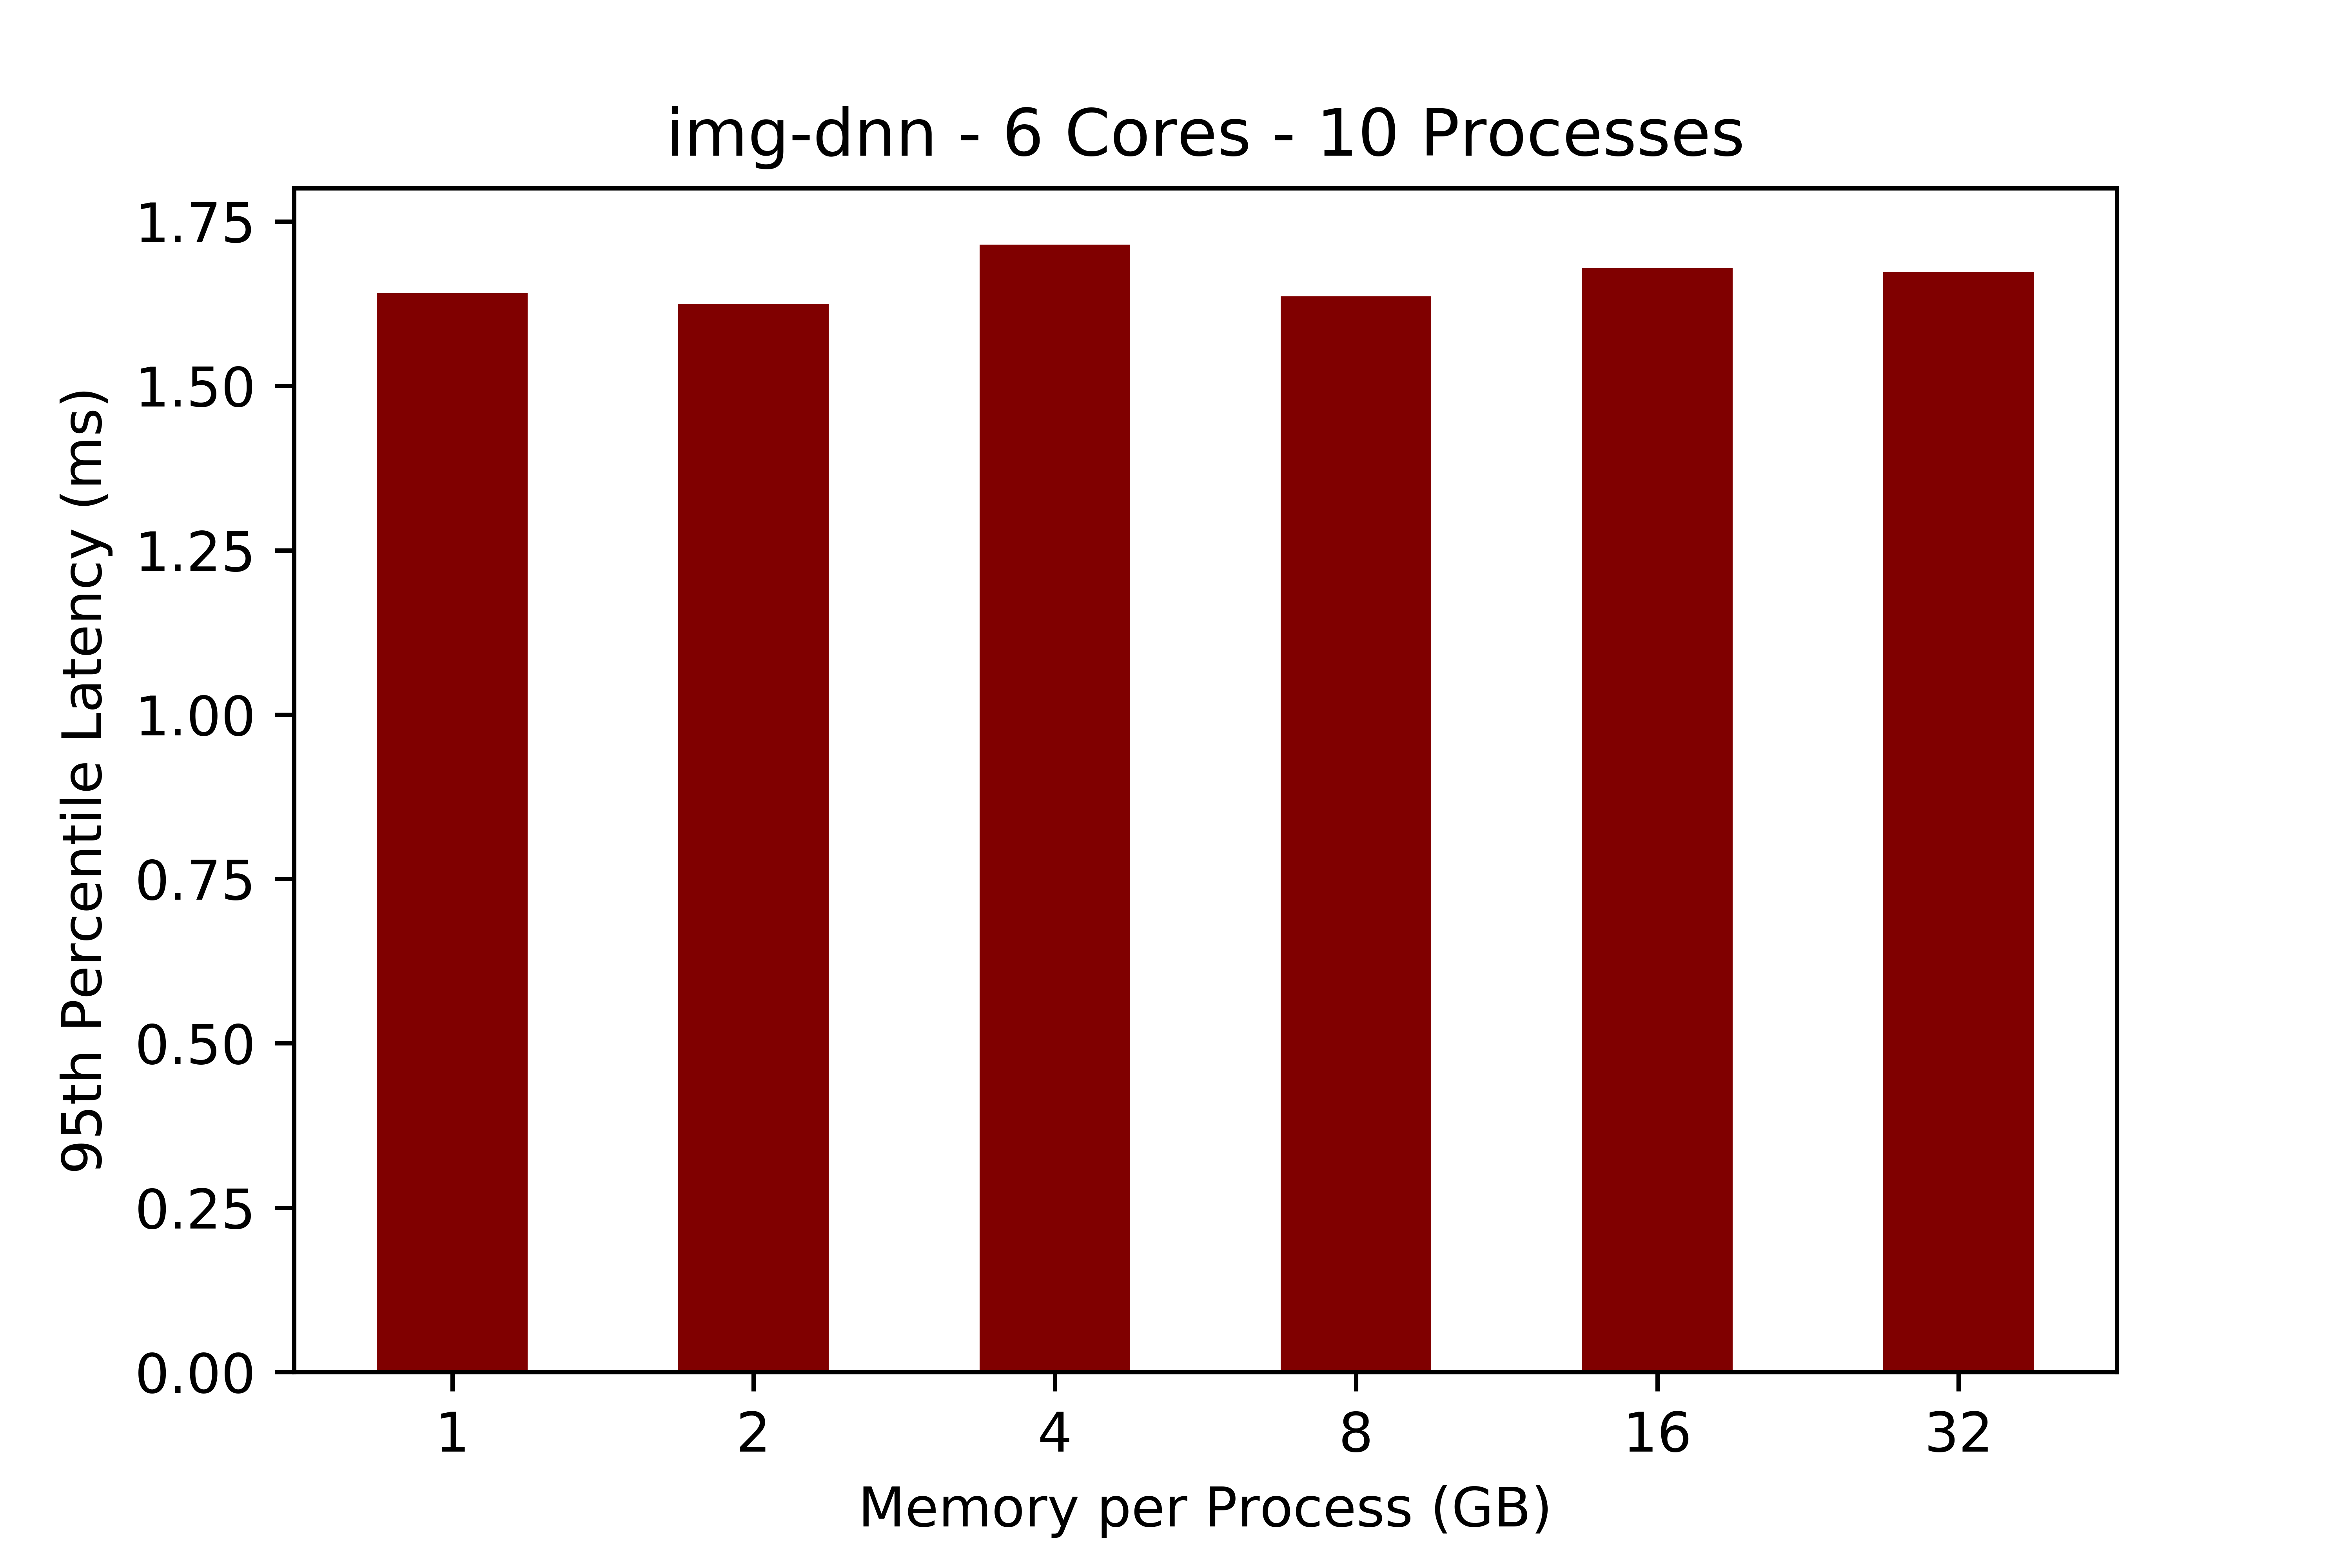 img-dnn - 6 Cores - 10 Processes
95th Percentile Latency (ms)
1.75
1.50
1.25
1.00
0.75
0.50
0.25
0.00
1 2 4 8 16 32
Memory per Process (GB)